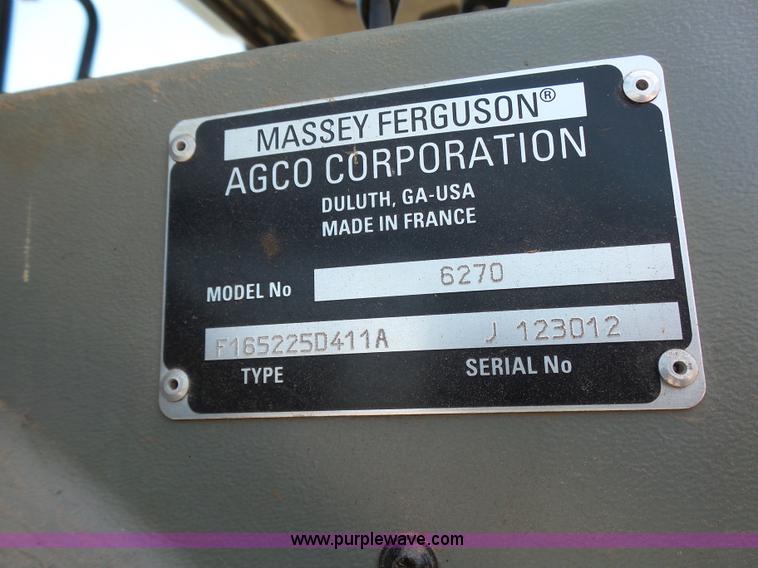 MASSEY FERGUSON®
AGCO CORPORATION
DULUTH, GA-USA
MADE IN FRANCE
MODEL No 6270
F165225D411A J 123012
TYPE SERIAL No
www.purplewave.com